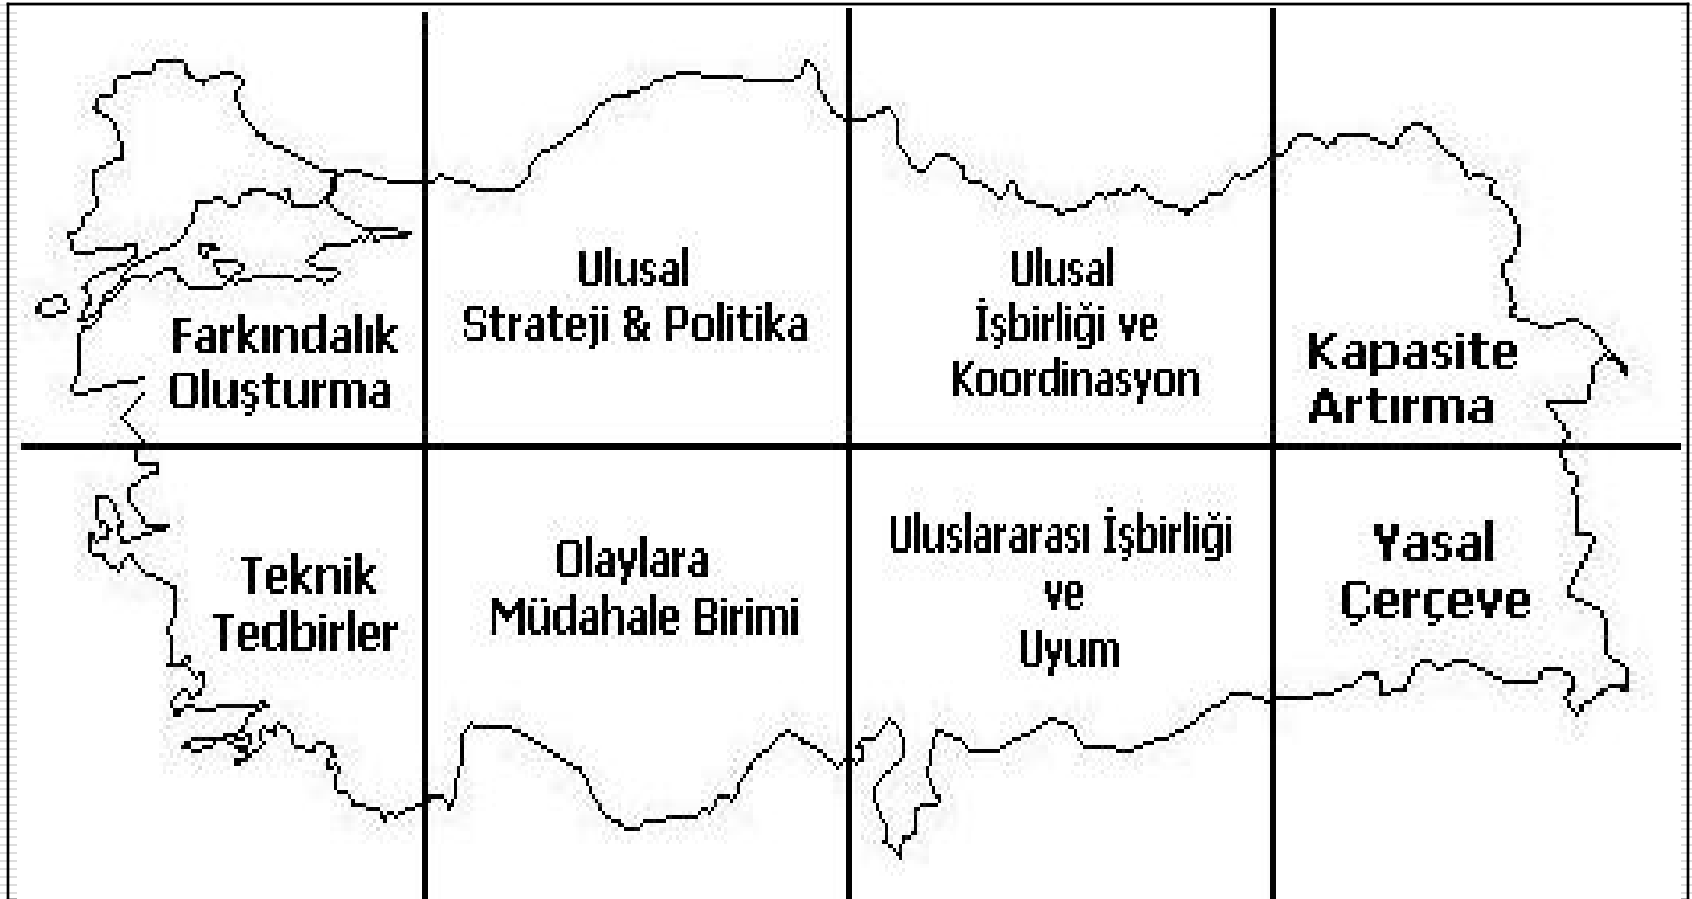 Farkındalık
Oluşturma
Ulusal
Strateji & Politika
Ulusal
İşbirliği ve
Koordinasyon
Kapasite
Artırma
Teknik
Tedbirler
Olaylara
Müdahale Birimi
Uluslararası İşbirliği
ve
Uyum
Yasal
Çerçeve